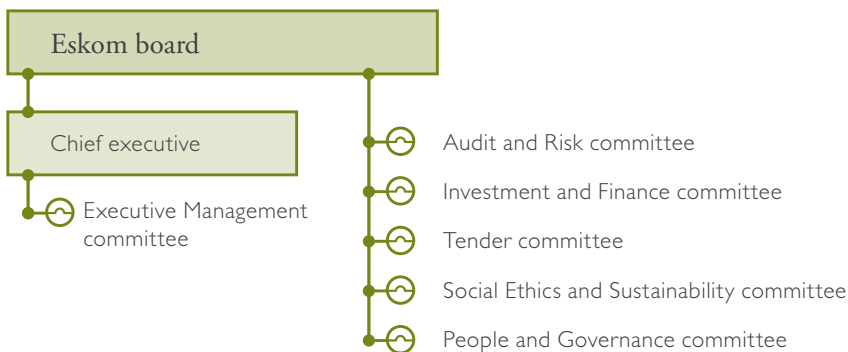 Eskom board
Chief executive
Executive Management
committee
Audit and Risk committee
Investment and Finance committee
Tender committee
Social Ethics and Sustainability committee
People and Governance committee